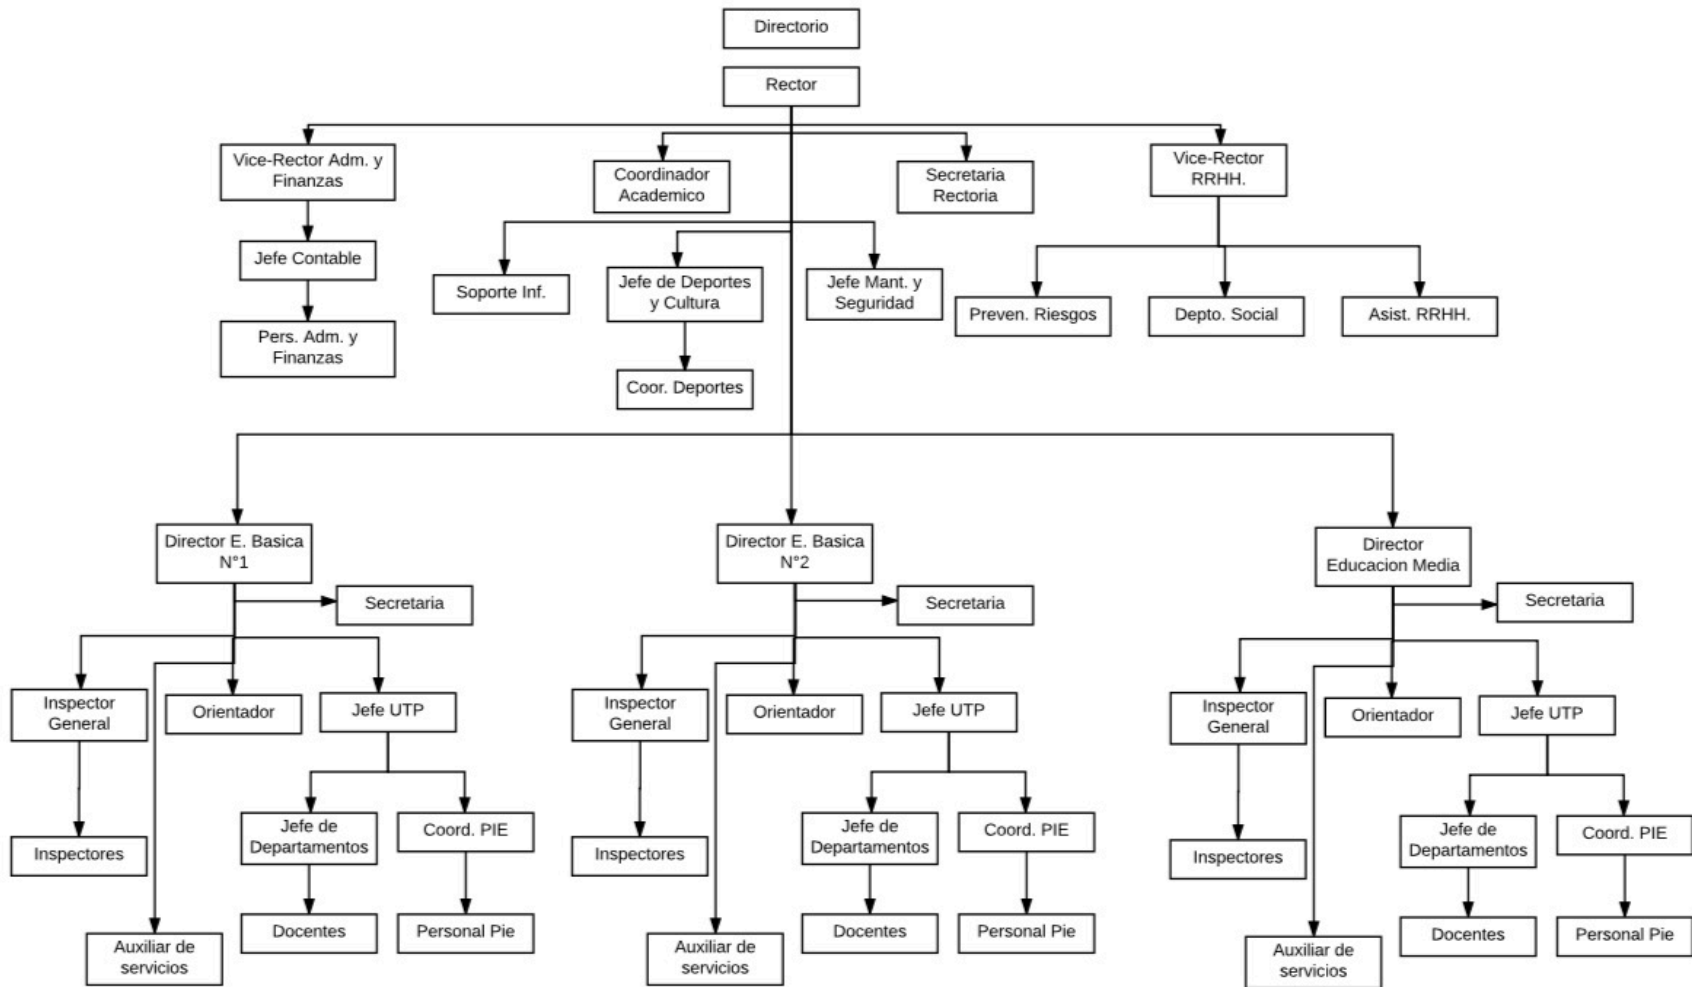 Directorio
Rector
Vice-Rector Adm. y
Finanzas
Coordinador
Academico
Secretaria
Rectoria
Vice-Rector
RRHH.
Jefe Contable
Soporte Inf.
Jefe de Deportes
y Cultura
Jefe Mant. y
Seguridad
Preven. Riesgos
Depto. Social
Asist. RRHH.
Pers. Adm. y
Finanzas
Coor. Deportes
Director E. Basica
N°1
Secretaria
Inspector
General
Orientador
Jefe UTP
Inspectores
Jefe de
Departamentos
Coord. PIE
Docentes
Personal Pie
Auxiliar de
servicios
Director E. Basica
N°2
Secretaria
Inspector
General
Orientador
Jefe UTP
Inspectores
Jefe de
Departamentos
Coord. PIE
Docentes
Personal Pie
Auxiliar de
servicios
Director
Educacion Media
Secretaria
Inspector
General
Orientador
Jefe UTP
Inspectores
Jefe de
Departamentos
Coord. PIE
Docentes
Personal Pie
Auxiliar de
servicios